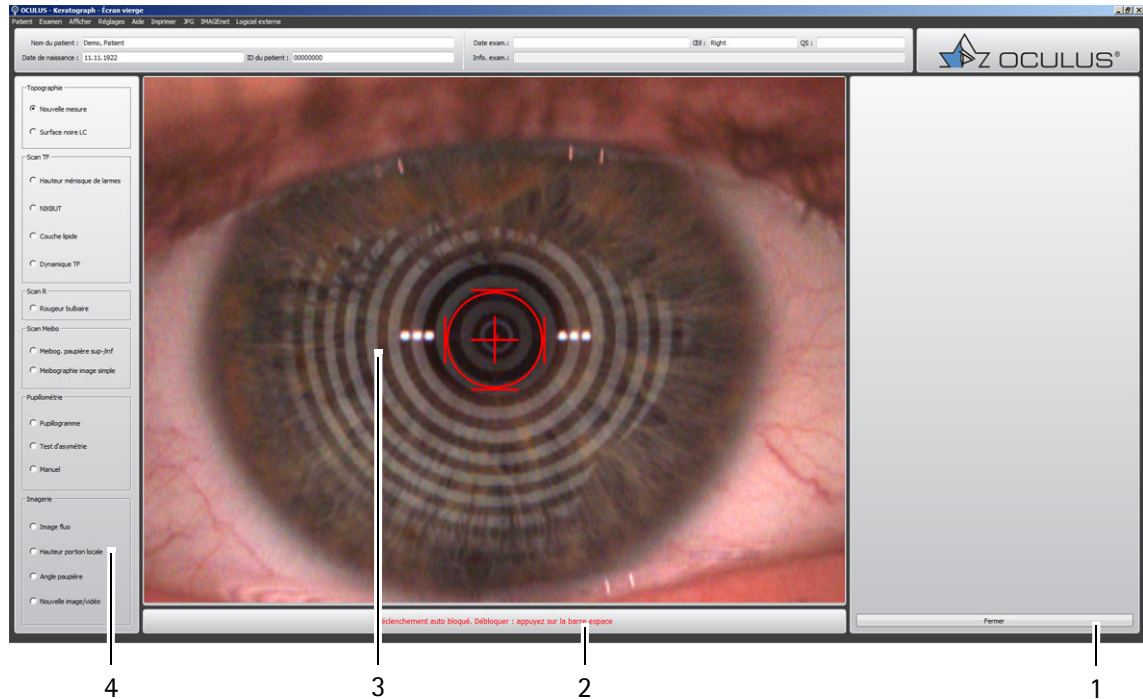 OCULUS - Keratograph - Écran vierge
Patient Examen Afficher Réglages Aide Imprimer JPG IMAGEnet Logiciel externe
Nom du patient : Demo, Patient
Date de naissance : 11.11.1922 ID du patient : 00000000
Date exam.: Œil : Right QS :
Info. exam.:
OCULUS®
Topographie
Nouvelle mesure
Surface noire LC
Scan TF
Hauteur ménisque de larmes
NIKBUT
Couche lipide
Dynamique TF
Scan R
Rougeur bulbaire
Scan Meibo
Meibog. paupière sup-/inf
Meibographie image simple
Pupillométrie
Pupillogramme
Test d'asymétrie
Manuel
Imagerie
Image fluo
Hauteur portion locale
Angle paupière
Nouvelle image/vidéo
éclenchement auto bloqué. Débloquer : appuyez sur la barre espace
Fermer
4 3 2 1